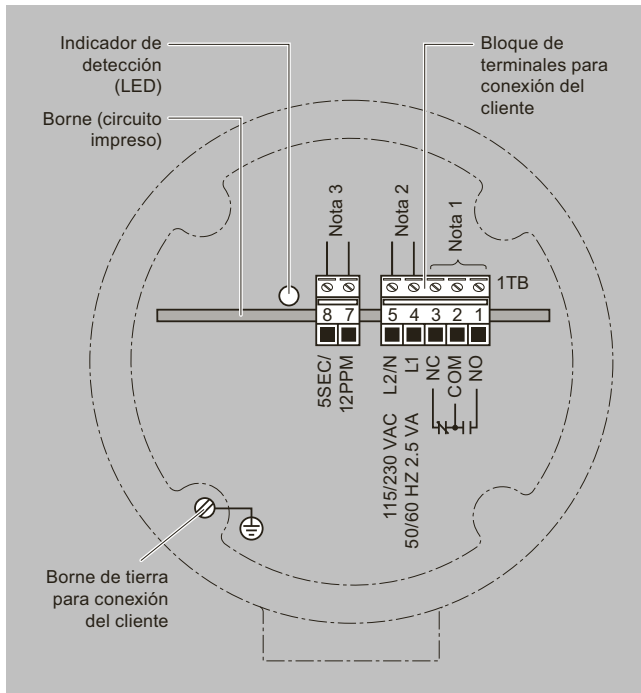 Indicador de
detección
(LED)
Borne (circuito
impreso)
Bloque de
terminales para
conexión del
cliente
Nota 3
Nota 2
Nota 1
1TB
8 7
5 4 3 2 1
5SEC/
12PPM
L2/N
L1
NC
COM
NO
115/230 VAC
50/60 HZ 2.5 VA
Borne de tierra
para conexión
del cliente